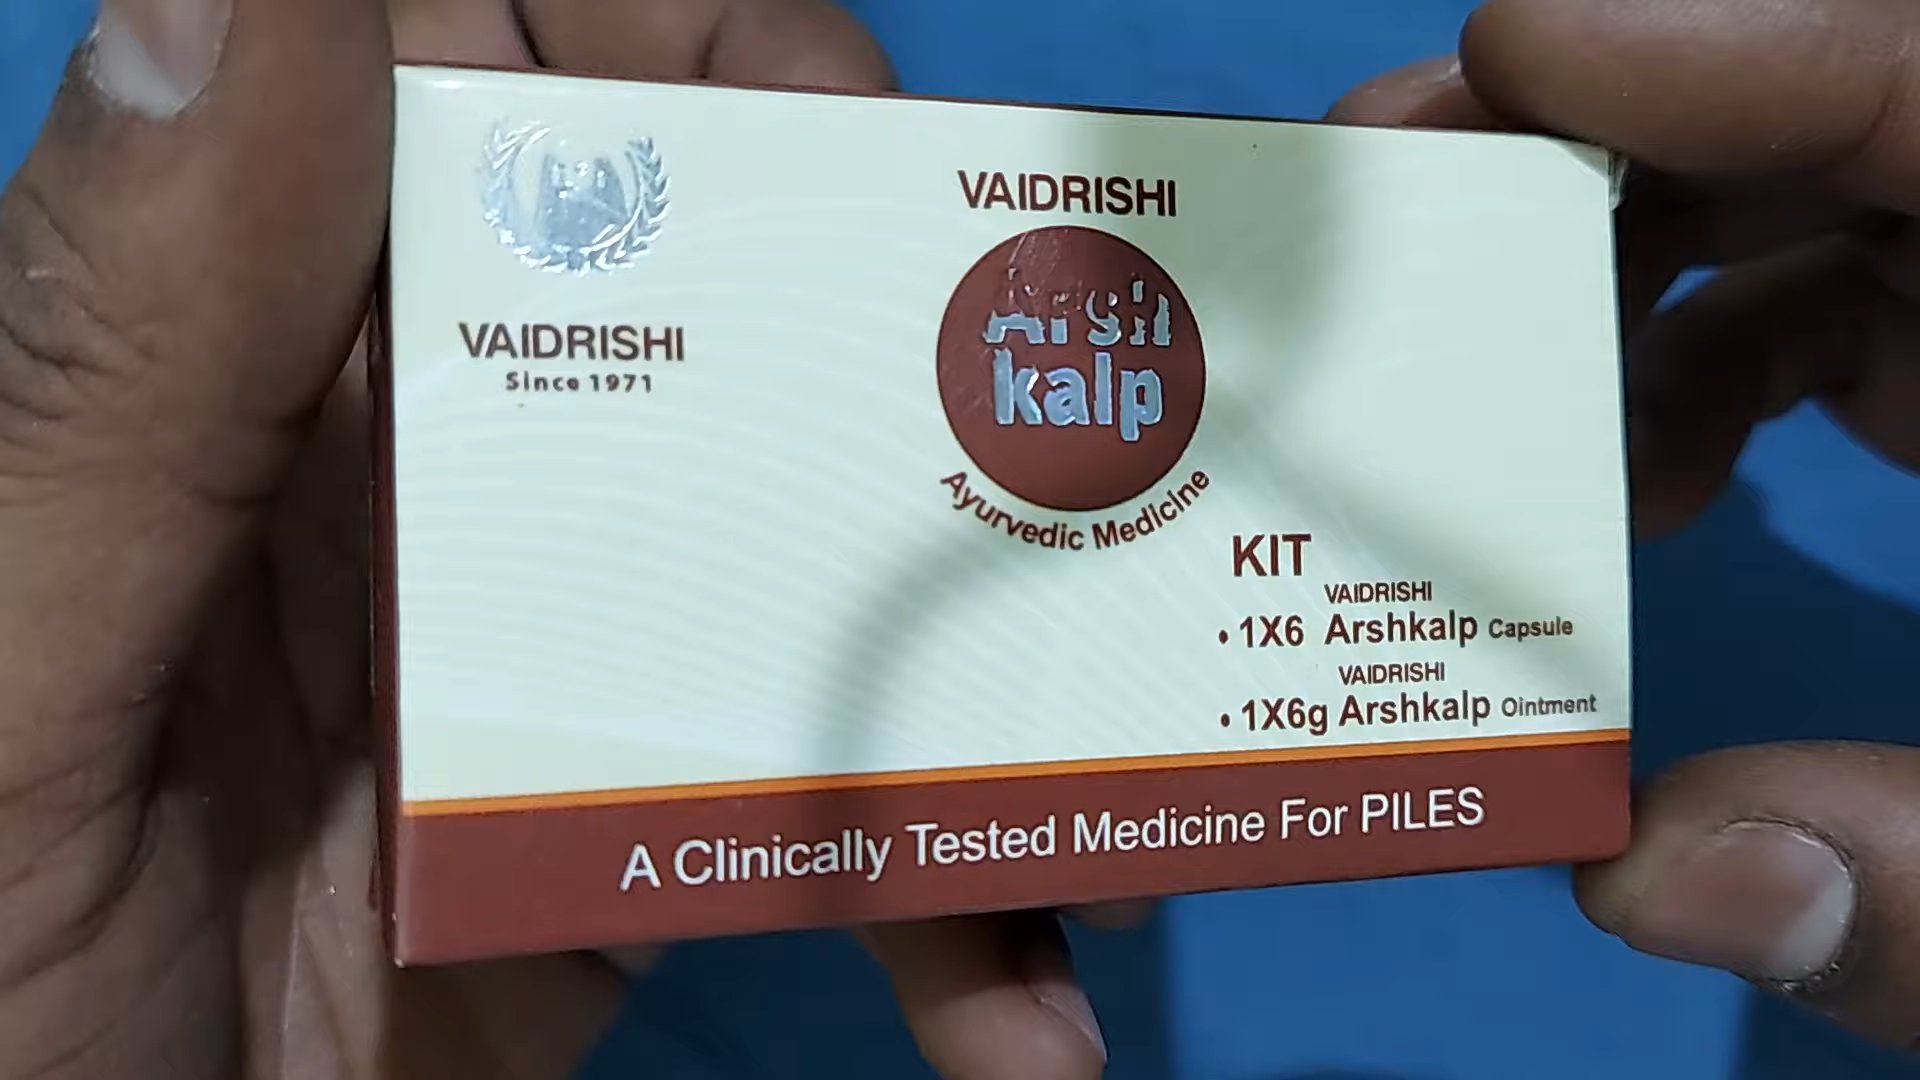 VAIDRISHI
Since 1971
VAIDRISHI
Arsh
kalp
Ayurvedic Medicine
KIT
VAIDRISHI
• 1X6 Arshkalp Capsule
VAIDRISHI
• 1X6g Arshkalp Ointment
A Clinically Tested Medicine For PILES